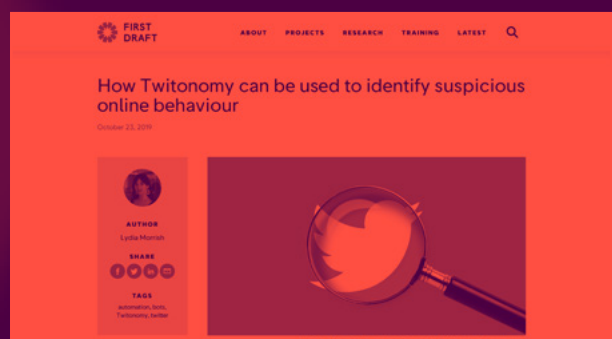 FIRST
DRAFT
ABOUT PROJECTS RESEARCH TRAINING LATEST
How Twitonomy can be used to identify suspicious
online behaviour
October 23, 2019
AUTHOR
Lydia Morrish
SHARE
TAGS
automation, bots,
Twitonomy, twitter